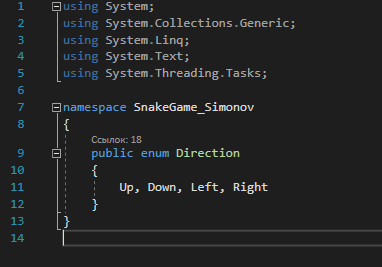 1 using System;
2 using System.Collections.Generic;
3 using System.Linq;
4 using System.Text;
5 using System.Threading.Tasks;
6
7 namespace SnakeGame_Simonov
8 {
Ссылок: 18
9 public enum Direction
10 {
11 Up, Down, Left, Right
12 }
13 }
14